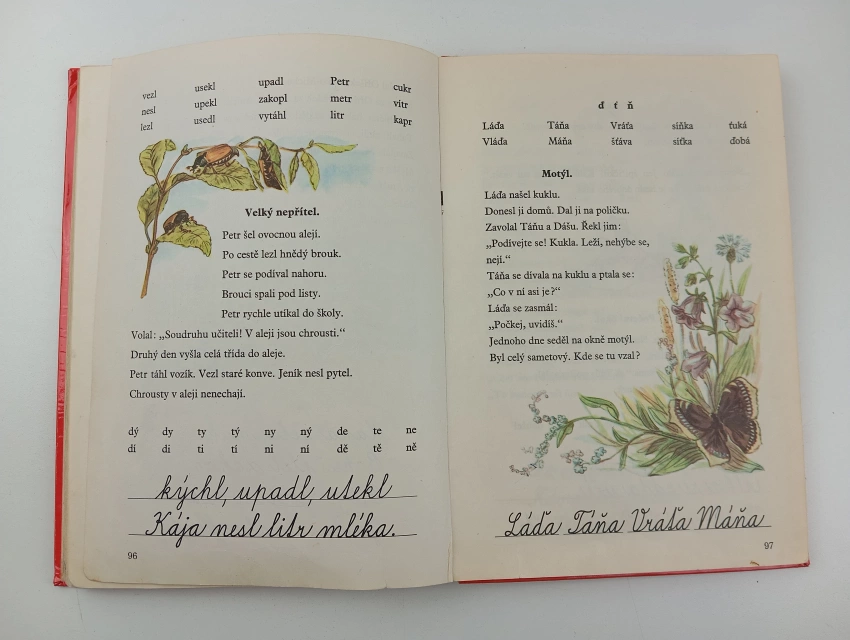 vezl usekl upadl Petr cukr
nesl upekl zakopl metr vítr
lezl usedl vytáhl litr kapr
Velký nepřítel.
Petr šel ovocnou alejí.
Po cestě lezl hnědý brouk.
Petr se podíval nahoru.
Brouci spali pod listy.
Petr rychle utíkal do školy.
Volal: „Soudruhu učiteli! V aleji jsou chrousti.“
Druhý den vyšla celá třída do aleje.
Petr táhl vozík. Vezl staré konve. Jeník nesl pytel.
Chrousty v aleji nenechají.
dý dy ty tý ny ný de te ne
dí di ti tí ni ní dě tě ně
kýchl, upadl, utekl
Kája nesl litr mléka.
96
ď ť ň
Láďa Táňa Vráťa síňka ťuká
Vláďa Máňa šťáva síťka ďobá
Motýl.
Láďa našel kuklu.
Donesl ji domů. Dal ji na poličku.
Zavolal Táňu a Dášu. Řekl jim:
„Podívejte se! Kukla. Leží, nehýbe se,
nejí.“
Táňa se dívala na kuklu a ptala se:
„Co v ní asi je?“
Láďa se zasmál:
„Počkej, uvidíš.“
Jednoho dne seděl na okně motýl.
Byl celý sametový. Kde se tu vzal?
Láďa Táňa Vráťa Máňa
97